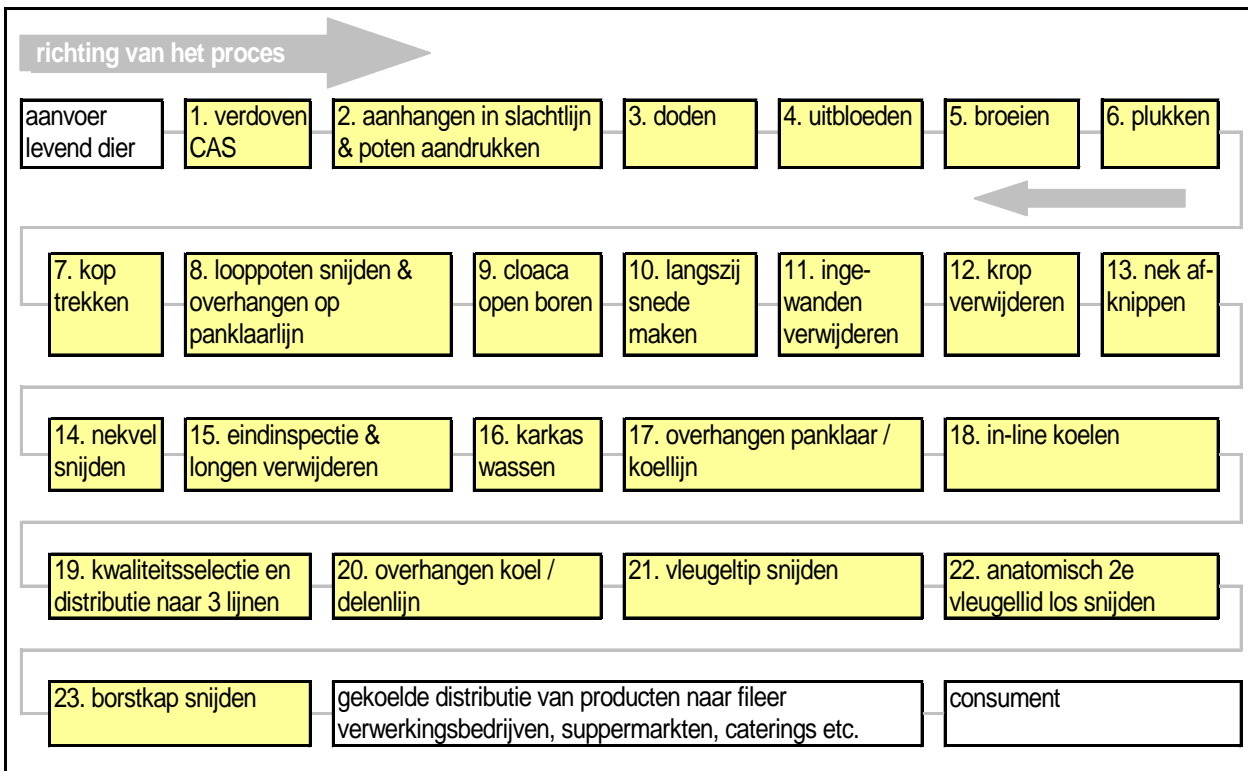 richting van het proces
aanvoer
levend dier
1. verdoven
CAS
2. aanhangen in slachtlijn
& poten aandrukken
3. doden
4. uitbloeden
5. broeien
6. plukken
7. kop
trekken
8. looppoten snijden &
overhangen op
panklaarlijn
9. cloaca
open boren
10. langszij
snede
maken
11. inge-
wanden
verwijderen
12. krop
verwijderen
13. nek af-
knippen
14. nekvel
snijden
15. eindinspectie &
longen verwijderen
16. karkas
wassen
17. overhangen panklaar /
koellijn
18. in-line koelen
19. kwaliteitsselectie en
distributie naar 3 lijnen
20. overhangen koel /
delenlijn
21. vleugeltip snijden
22. anatomisch 2e
vleugellid los snijden
23. borstkap snijden
gekoelde distributie van producten naar fileer
verwerkingsbedrijven, suppermarkten, caterings etc.
consument